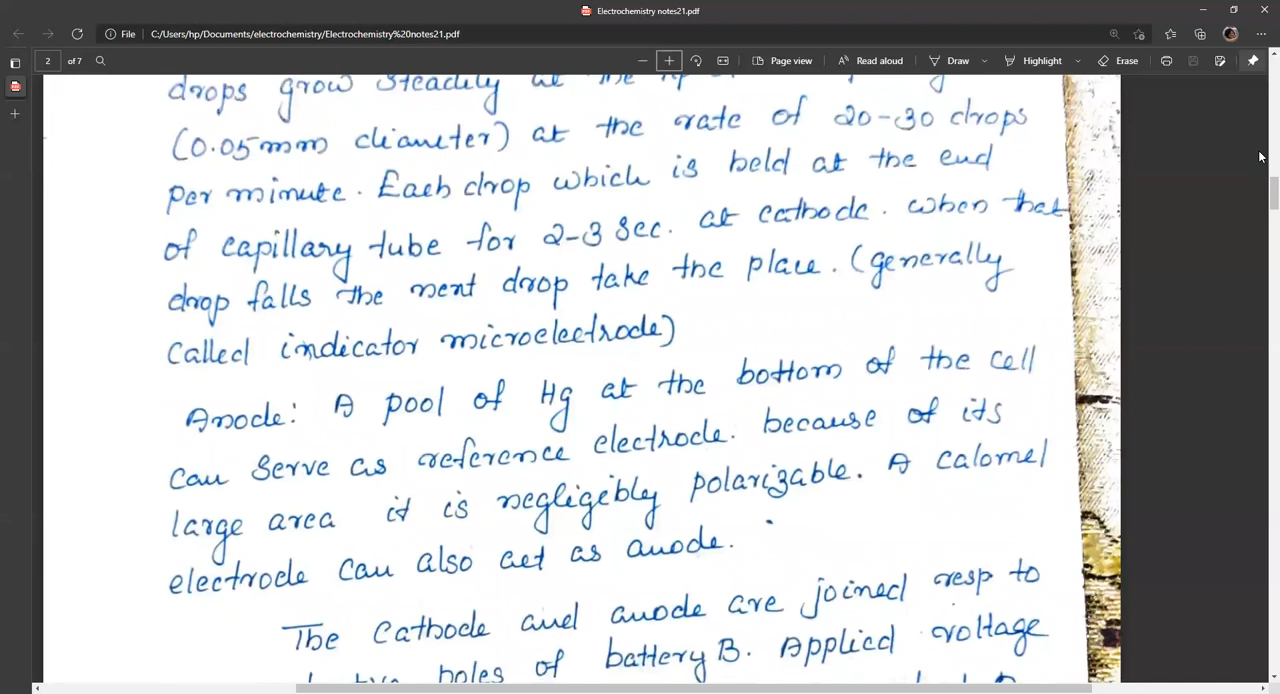 Electrochemistry notes21.pdf
File C:/Users/hp/Documents/electrochemistry/Electrochemistry%20notes21.pdf
2 of 7 Page view Read aloud Draw Highlight Erase
drops grow steadily at the
(0.05mm diameter) at the rate of 20-30 drops
per minute. Each drop which is held at the end
of capillary tube for 2-3 sec. at cathode. when that
drop falls the next drop take the place. (generally
called indicator microelectrode)
Anode: A pool of Hg at the bottom of the cell
can serve as reference electrode. because of its
large area it is negligibly polarizable. A calomel
electrode can also act as anode.
The cathode and anode are joined resp to
poles of battery B. Applied voltage